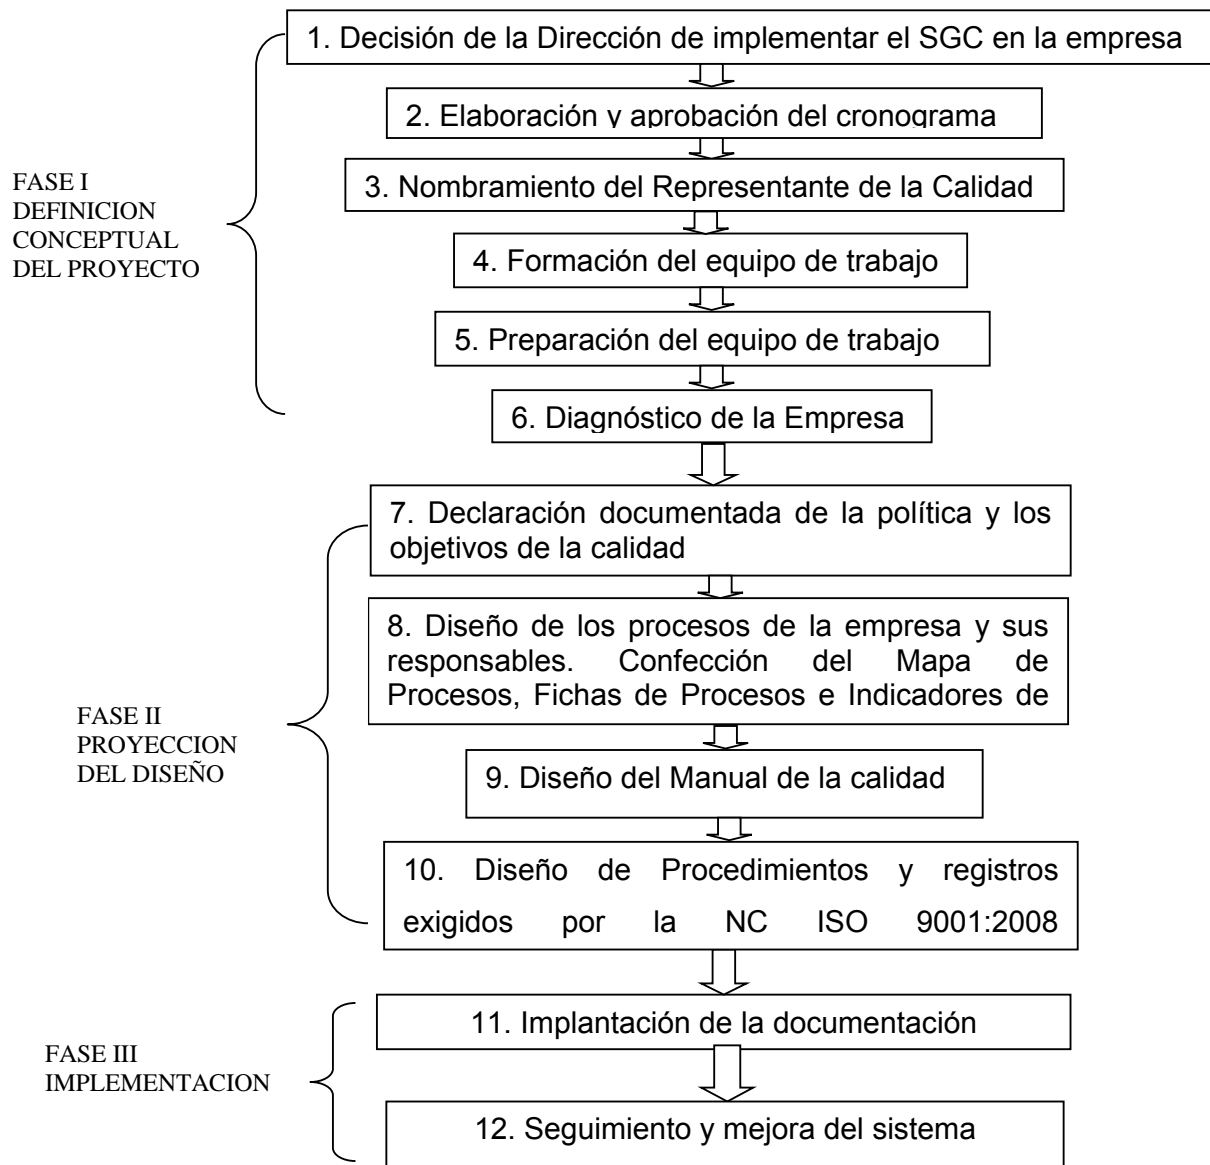 1. Decisión de la Dirección de implementar el SGC en la empresa
2. Elaboración y aprobación del cronograma
3. Nombramiento del Representante de la Calidad
FASE I
DEFINICION
CONCEPTUAL
DEL PROYECTO
4. Formación del equipo de trabajo
5. Preparación del equipo de trabajo
6. Diagnóstico de la Empresa
7. Declaración documentada de la política y los
objetivos de la calidad
8. Diseño de los procesos de la empresa y sus
responsables. Confección del Mapa de
Procesos, Fichas de Procesos e Indicadores de
FASE II
PROYECCION
DEL DISEÑO
9. Diseño del Manual de la calidad
10. Diseño de Procedimientos y registros
exigidos por la NC ISO 9001:2008
11. Implantación de la documentación
FASE III
IMPLEMENTACION
12. Seguimiento y mejora del sistema